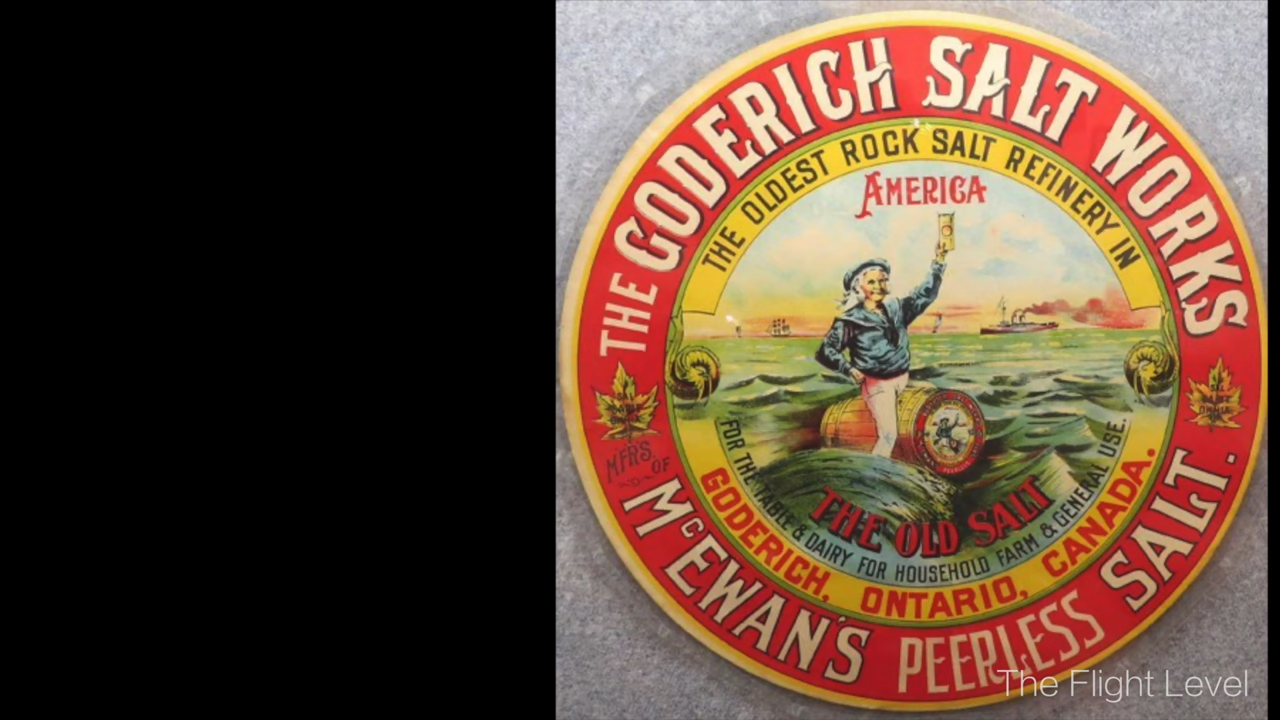 THE GODERICH SALT WORKS
THE OLDEST ROCK SALT REFINERY IN
AMERICA
THE OLD SALT
FOR THE TABLE & DAIRY FOR HOUSEHOLD FARM & GENERAL USE.
GODERICH, ONTARIO, CANADA.
MFRS. OF
McEWAN'S PEERLESS SALT.
The Flight Level